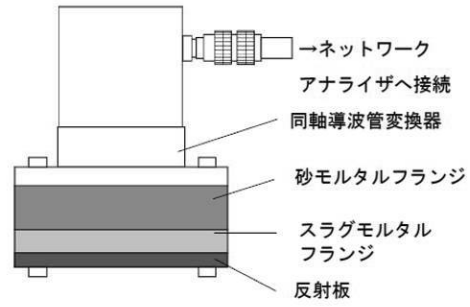 →ネットワーク
アナライザへ接続
同軸導波管変換器
砂モルタルフランジ
スラグモルタル
フランジ
反射板